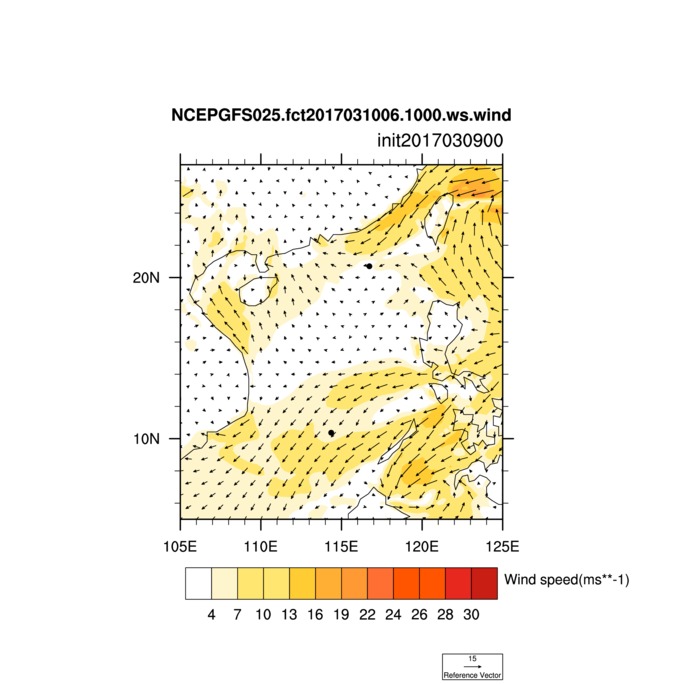 NCEPGFS025.fct2017031006.1000.ws.wind
init2017030900
20N
10N
105E 110E 115E 120E 125E
Wind speed(ms**-1)
4 7 10 13 16 19 22 24 26 28 30
15
Reference Vector